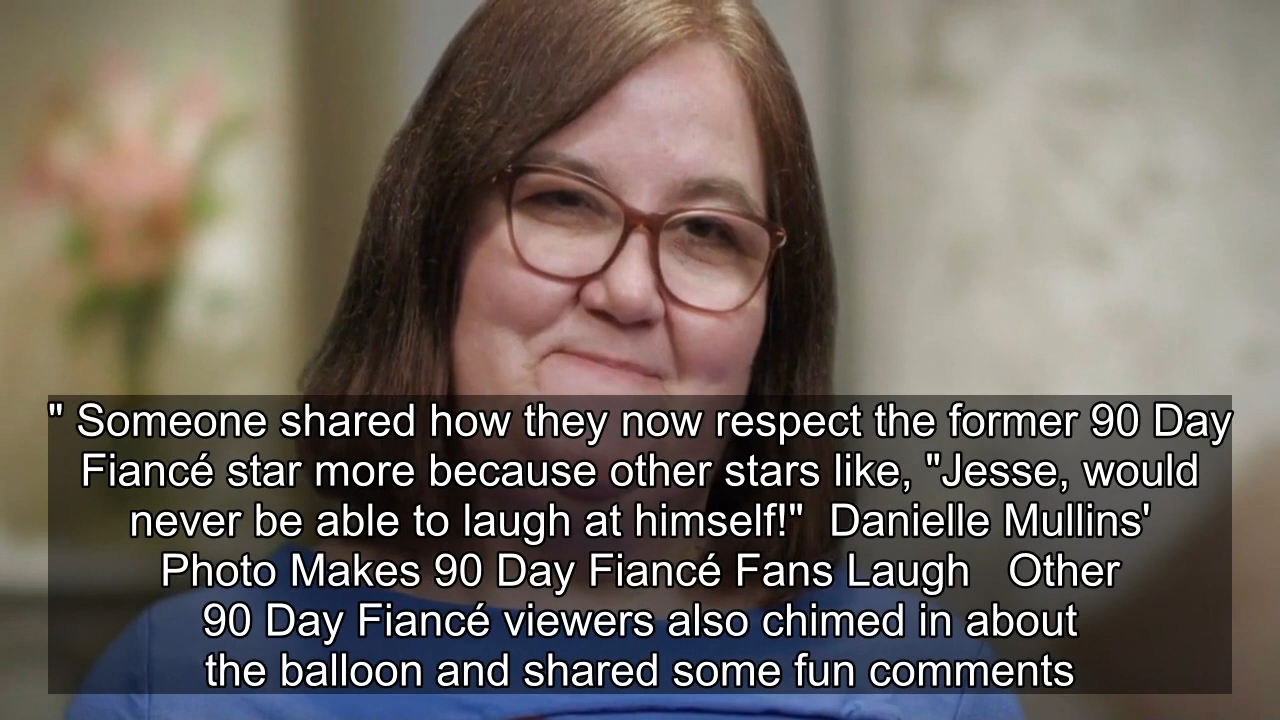 " Someone shared how they now respect the former 90 Day
Fiancé star more because other stars like, "Jesse, would
never be able to laugh at himself!"  Danielle Mullins'
Photo Makes 90 Day Fiancé Fans Laugh   Other
90 Day Fiancé viewers also chimed in about
the balloon and shared some fun comments